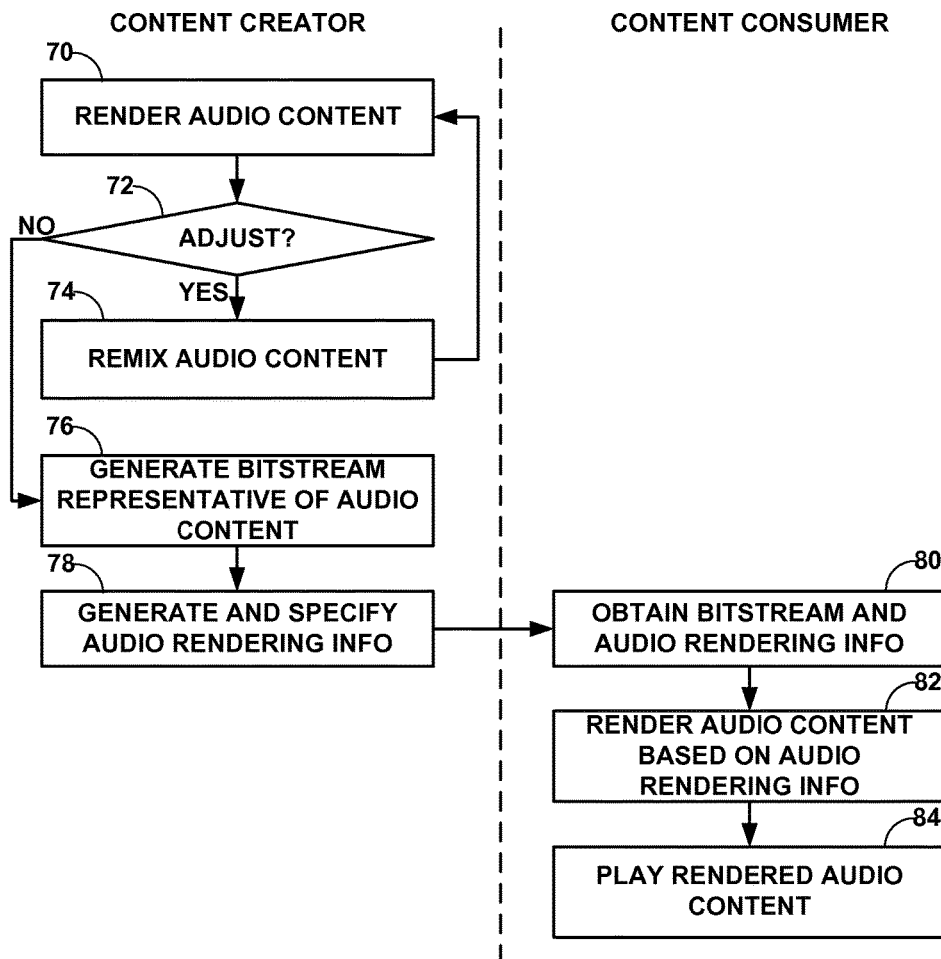 CONTENT CREATOR
CONTENT CONSUMER
70
RENDER AUDIO CONTENT
72
NO
ADJUST?
YES
74
REMIX AUDIO CONTENT
76
GENERATE BITSTREAM
REPRESENTATIVE OF AUDIO
CONTENT
78
GENERATE AND SPECIFY
AUDIO RENDERING INFO
80
OBTAIN BITSTREAM AND
AUDIO RENDERING INFO
82
RENDER AUDIO CONTENT
BASED ON AUDIO
RENDERING INFO
84
PLAY RENDERED AUDIO
CONTENT